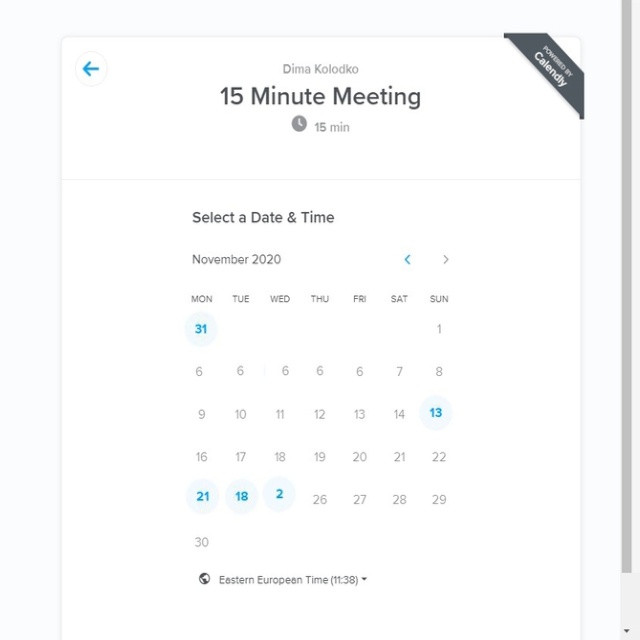 Dima Kolodko
POWERED BY
Calendly
15 Minute Meeting
15 min
Select a Date & Time
November 2020
MON TUE WED THU FRI SAT SUN
31 1
6 6 6 6 6 7 8
9 10 11 12 13 14 13
16 17 18 19 20 21 22
21 18 2 26 27 28 29
30
Eastern European Time (11:38)